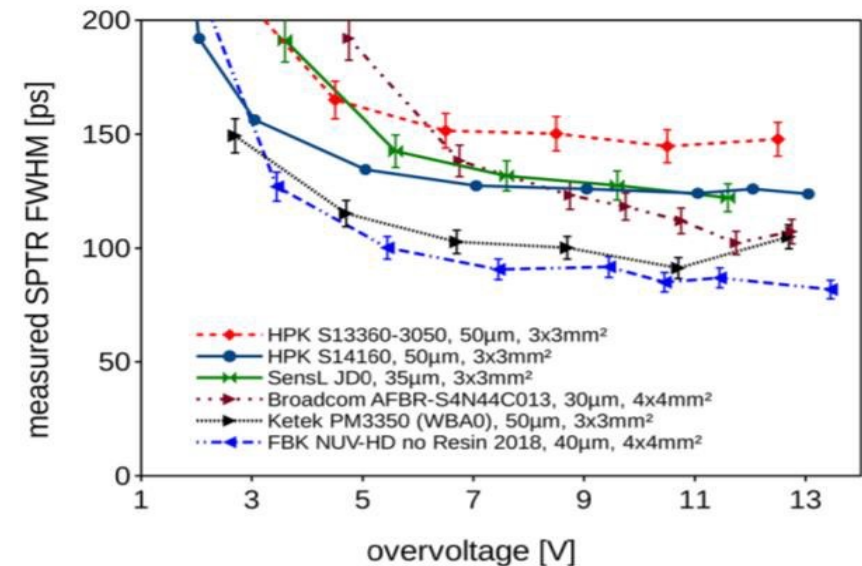 measured SPTR FWHM [ps]
200
150
100
50
0
HPK S13360-3050, 50µm, 3x3mm²
HPK S14160, 50µm, 3x3mm²
SensL JD0, 35µm, 3x3mm²
Broadcom AFBR-S4N44C013, 30µm, 4x4mm²
Ketek PM3350 (WBA0), 50µm, 3x3mm²
FBK NUV-HD no Resin 2018, 40µm, 4x4mm²
1 3 5 7 9 11 13
overvoltage [V]